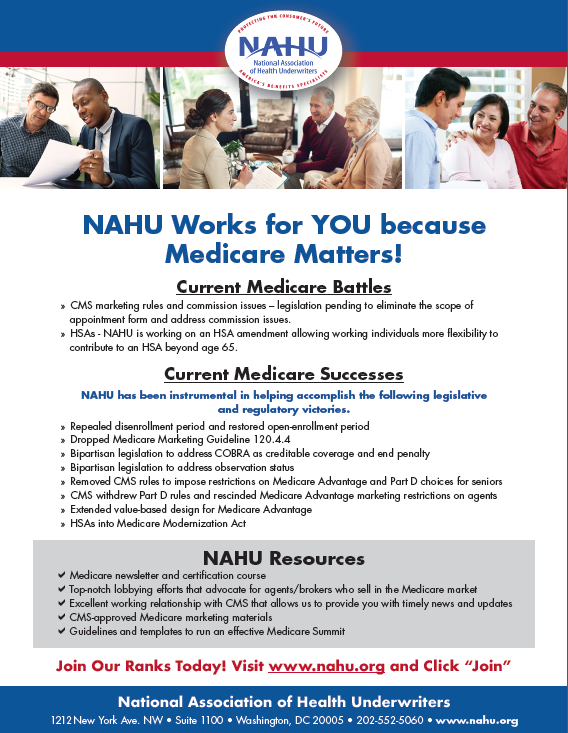 PROTECTING THE CONSUMER'S FUTURE
NAHU
National Association
of Health Underwriters
AMERICA'S BENEFITS SPECIALISTS
NAHU Works for YOU because
Medicare Matters!
Current Medicare Battles
» CMS marketing rules and commission issues – legislation pending to eliminate the scope of
appointment form and address commission issues.
» HSAs - NAHU is working on an HSA amendment allowing working individuals more flexibility to
contribute to an HSA beyond age 65.
Current Medicare Successes
NAHU has been instrumental in helping accomplish the following legislative
and regulatory victories.
» Repealed disenrollment period and restored open-enrollment period
» Dropped Medicare Marketing Guideline 120.4.4
» Bipartisan legislation to address COBRA as creditable coverage and end penalty
» Bipartisan legislation to address observation status
» Removed CMS rules to impose restrictions on Medicare Advantage and Part D choices for seniors
» CMS withdrew Part D rules and rescinded Medicare Advantage marketing restrictions on agents
» Extended value-based design for Medicare Advantage
» HSAs into Medicare Modernization Act
NAHU Resources
✓ Medicare newsletter and certification course
✓ Top-notch lobbying efforts that advocate for agents/brokers who sell in the Medicare market
✓ Excellent working relationship with CMS that allows us to provide you with timely news and updates
✓ CMS-approved Medicare marketing materials
✓ Guidelines and templates to run an effective Medicare Summit
Join Our Ranks Today! Visit www.nahu.org and Click “Join”
National Association of Health Underwriters
1212 New York Ave. NW • Suite 1100 • Washington, DC 20005 • 202-552-5060 • www.nahu.org